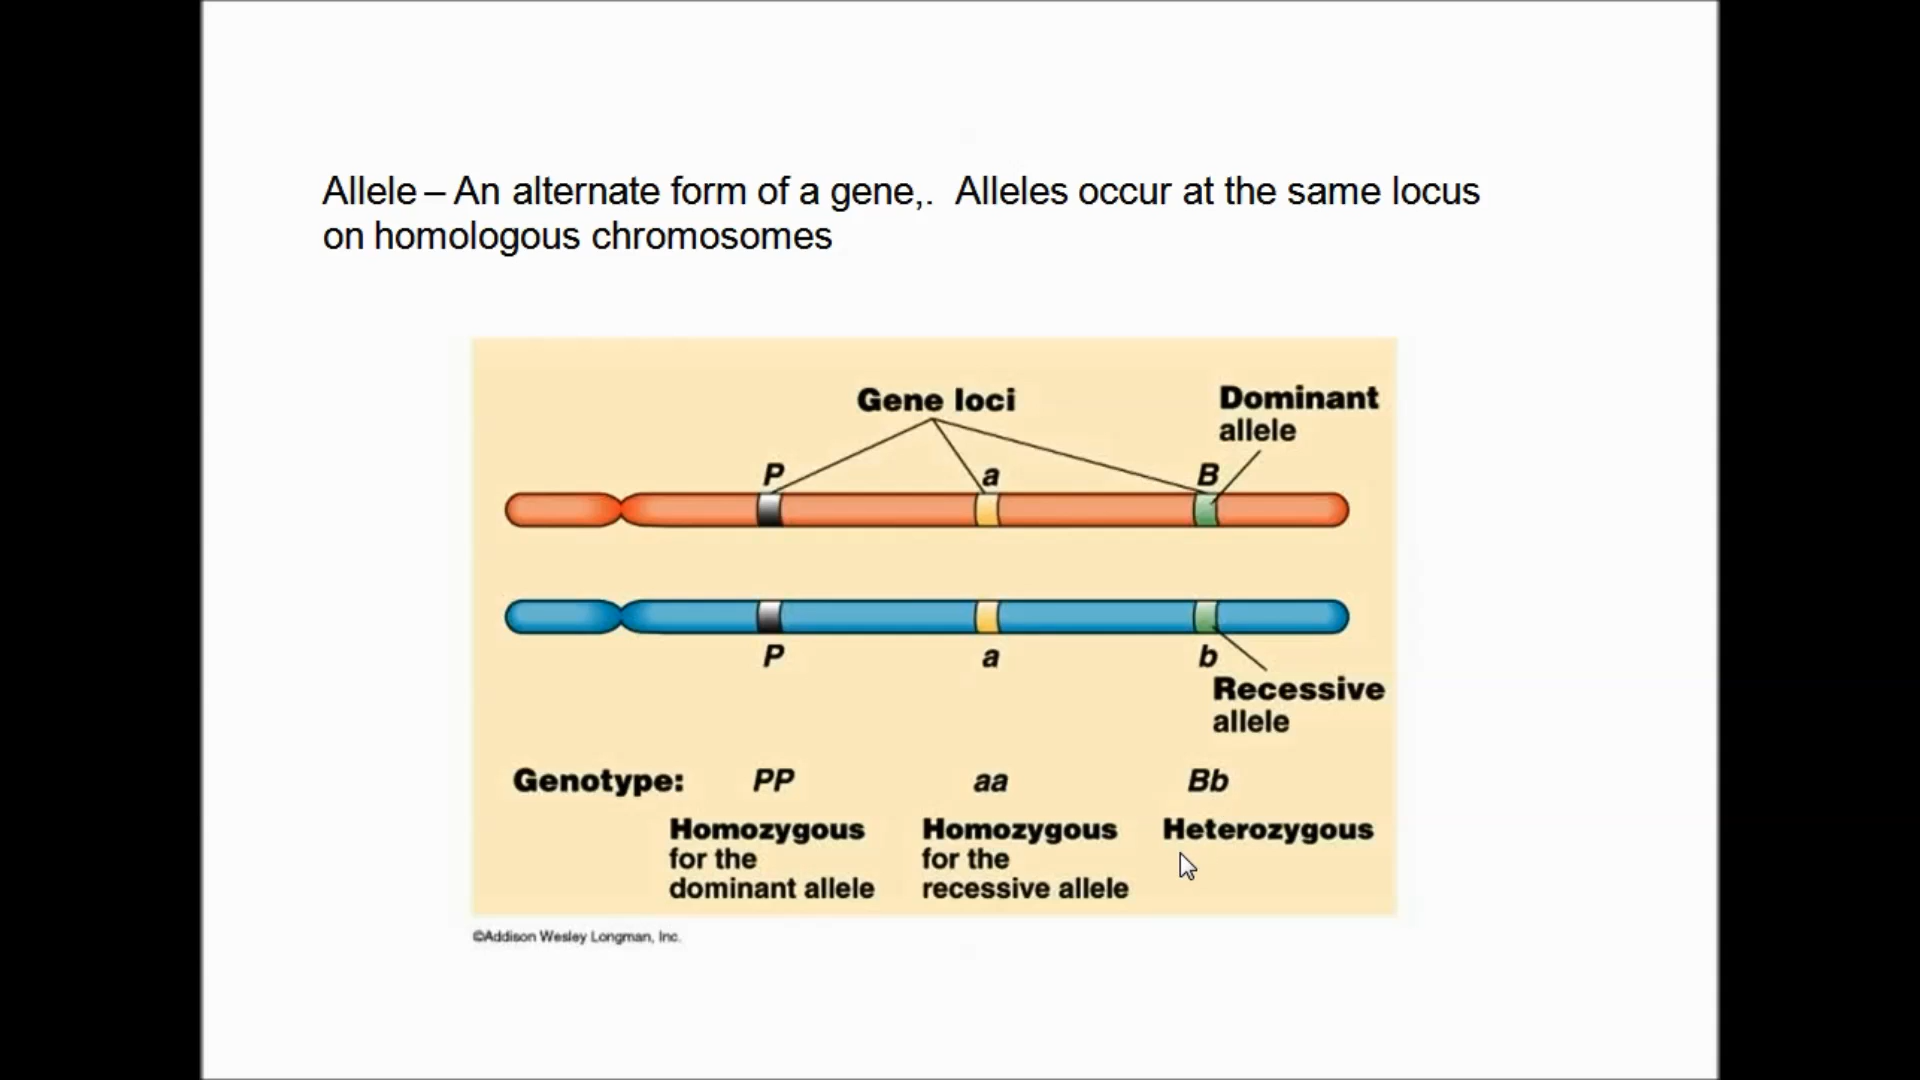 Allele – An alternate form of a gene,.  Alleles occur at the same locus
on homologous chromosomes
Gene loci
Dominant
allele
P a B
P a b
Recessive
allele
Genotype: PP aa Bb
Homozygous Homozygous Heterozygous
for the for the
dominant allele recessive allele
©Addison Wesley Longman, Inc.